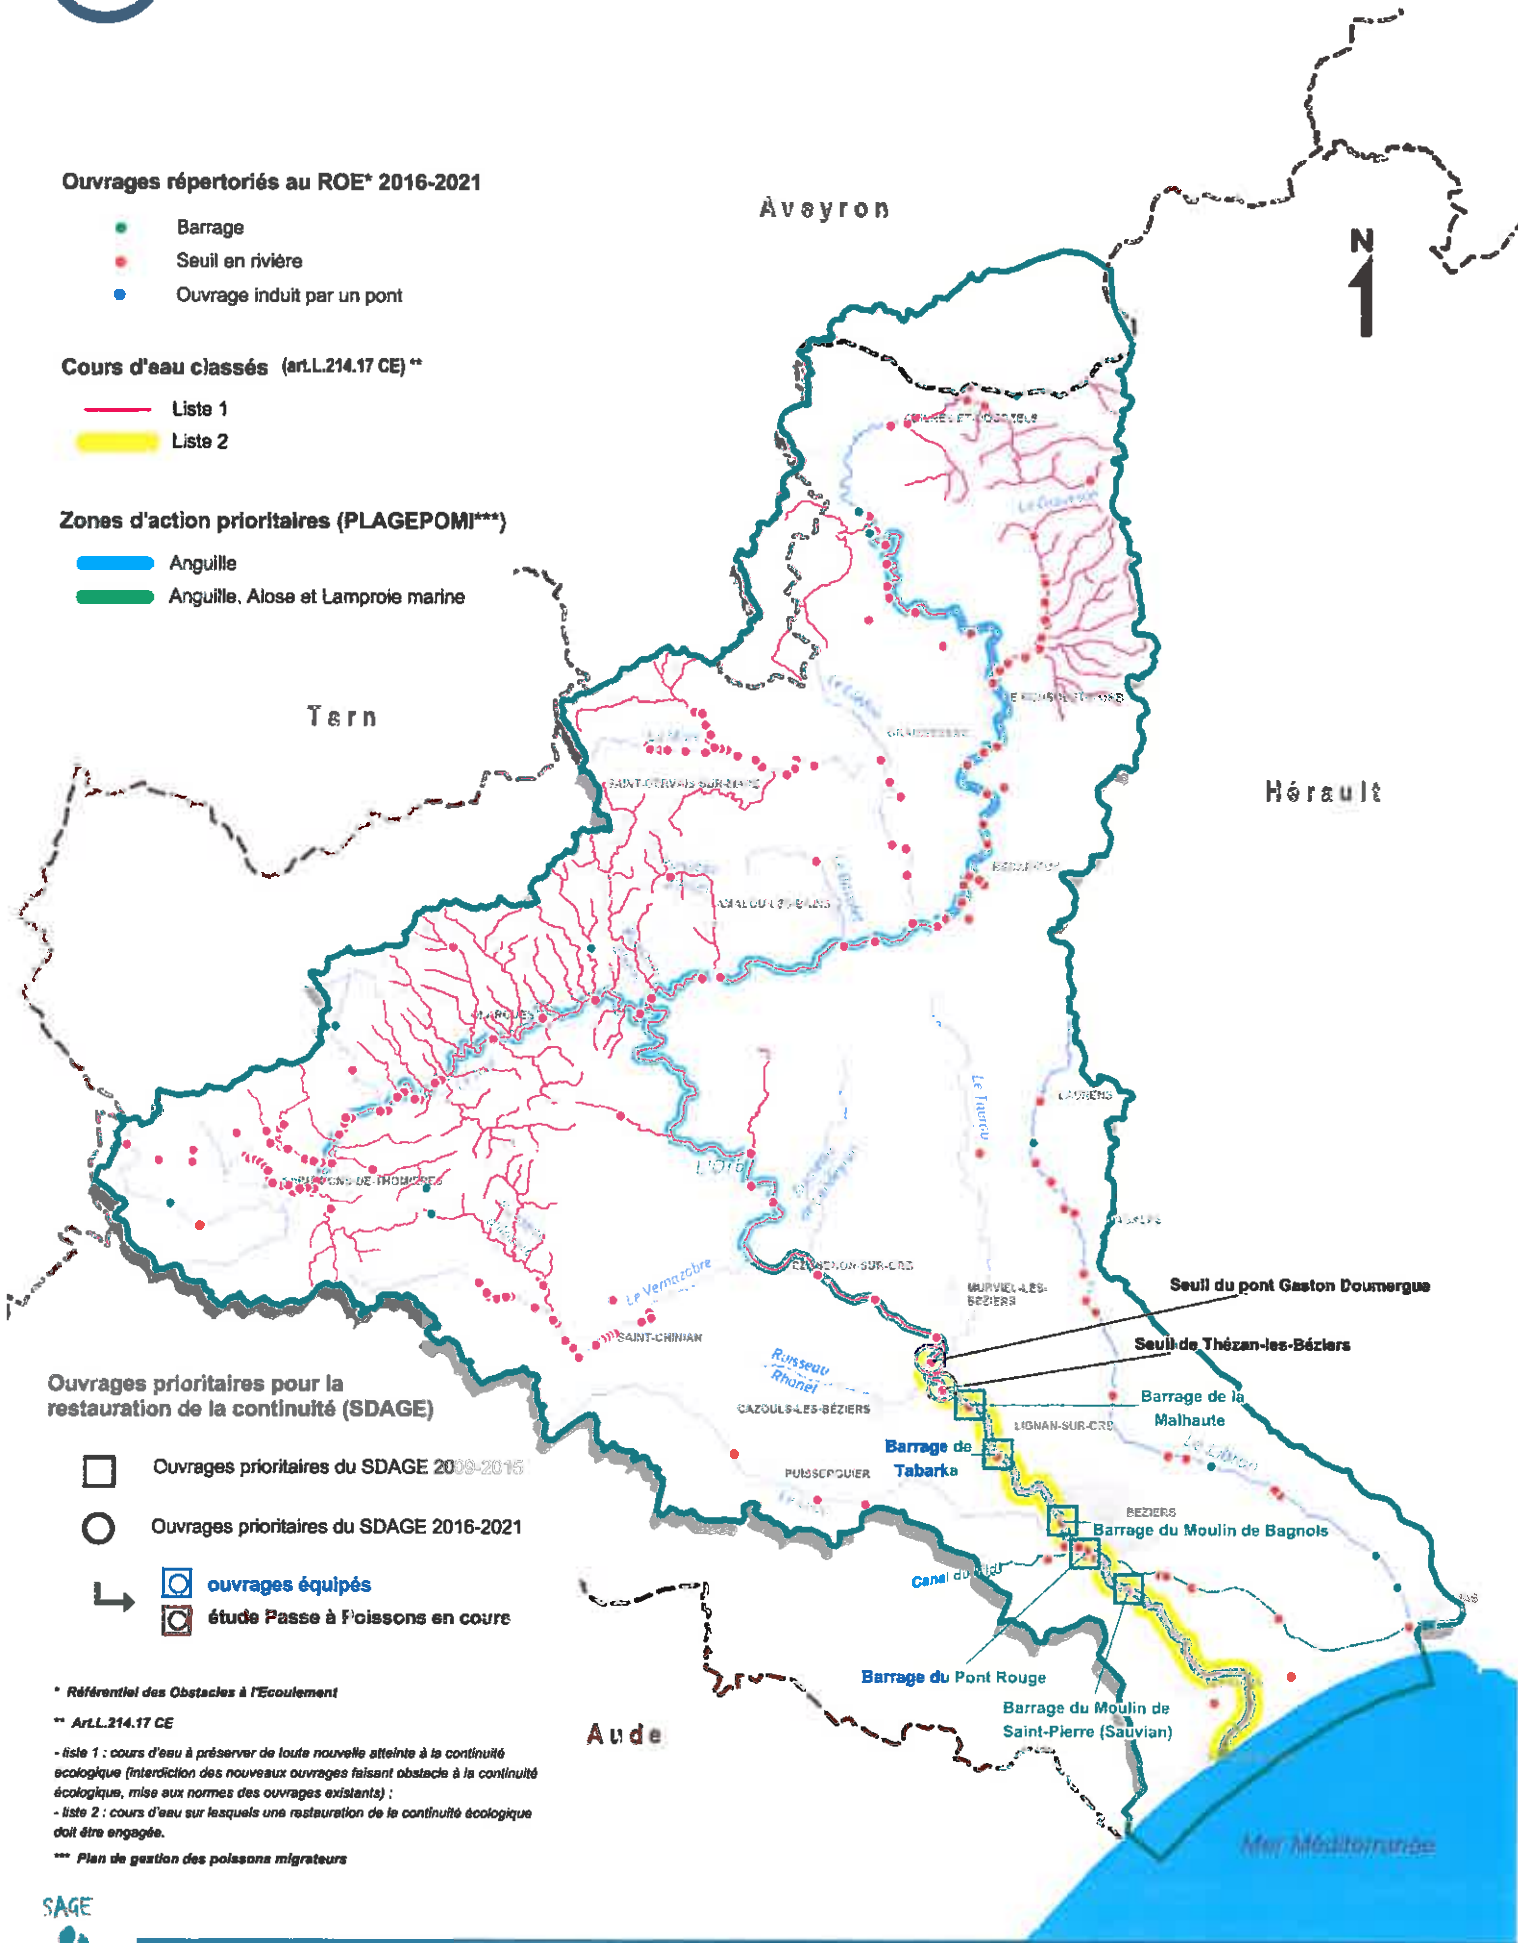 Ouvrages répertoriés au ROE* 2016-2021
Barrage
Seuil en rivière
Ouvrage induit par un pont
Cours d'eau classés (art.L.214.17 CE) **
Liste 1
Liste 2
Zones d'action prioritaires (PLAGEPOMI***)
Anguille
Anguille, Alose et Lamproie marine
Aveyron
N
Tarn
Hérault
SAINT-GERVAIS-SUR-MARE
Le Taurou
LAURENS
L'Orb
MURVIEL-LES-
BEZIERS
Le Vernazobre
SAINT-CHINIAN
Seuil du pont Gaston Doumergue
Seuil de Thézan-les-Béziers
Ruisseau
Rhonel
CAZOULS-LES-BÉZIERS
Barrage de la
Malhaute
LIGNAN-SUR-ORB
Le Libron
Barrage de
Tabarka
PUISSERGUIER
BEZIERS
Barrage du Moulin de Bagnols
Canal du Midi
Barrage du Pont Rouge
Barrage du Moulin de
Saint-Pierre (Sauvian)
Aude
Mer Méditerranée
Ouvrages prioritaires pour la
restauration de la continuité (SDAGE)
Ouvrages prioritaires du SDAGE 2009-2015
Ouvrages prioritaires du SDAGE 2016-2021
ouvrages équipés
étude Passe à Poissons en cours
* Référentiel des Obstacles à l'Ecoulement
** Art.L.214.17 CE
- liste 1 : cours d'eau à préserver de toute nouvelle atteinte à la continuité
ecologique (interdiction des nouveaux ouvrages faisant obstacle à la continuité
écologique, mise aux normes des ouvrages existants) ;
- liste 2 : cours d'eau sur lesquels une restauration de la continuité écologique
doit être engagée.
*** Plan de gestion des poissons migrateurs
SAGE